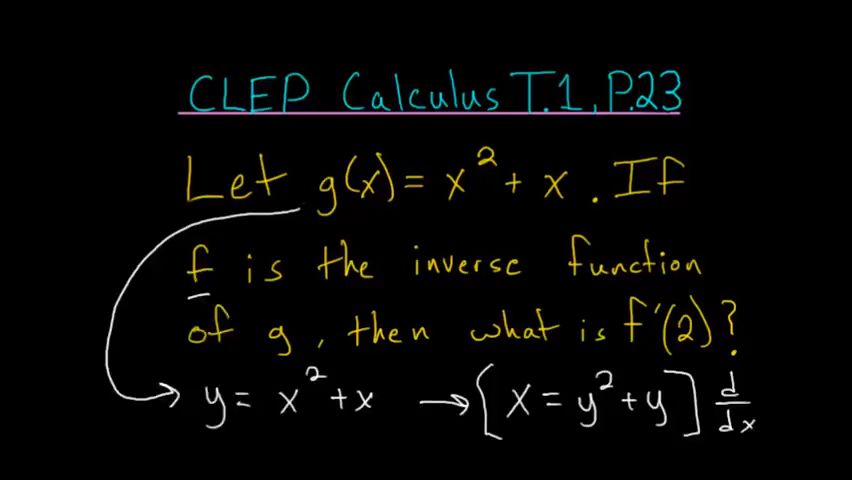 CLEP Calculus T.1, P.23
Let g(x) = x² + x . If
f is the inverse function
of g , then what is f'(2)?
y = x² + x → [x = y² + y] d/dx